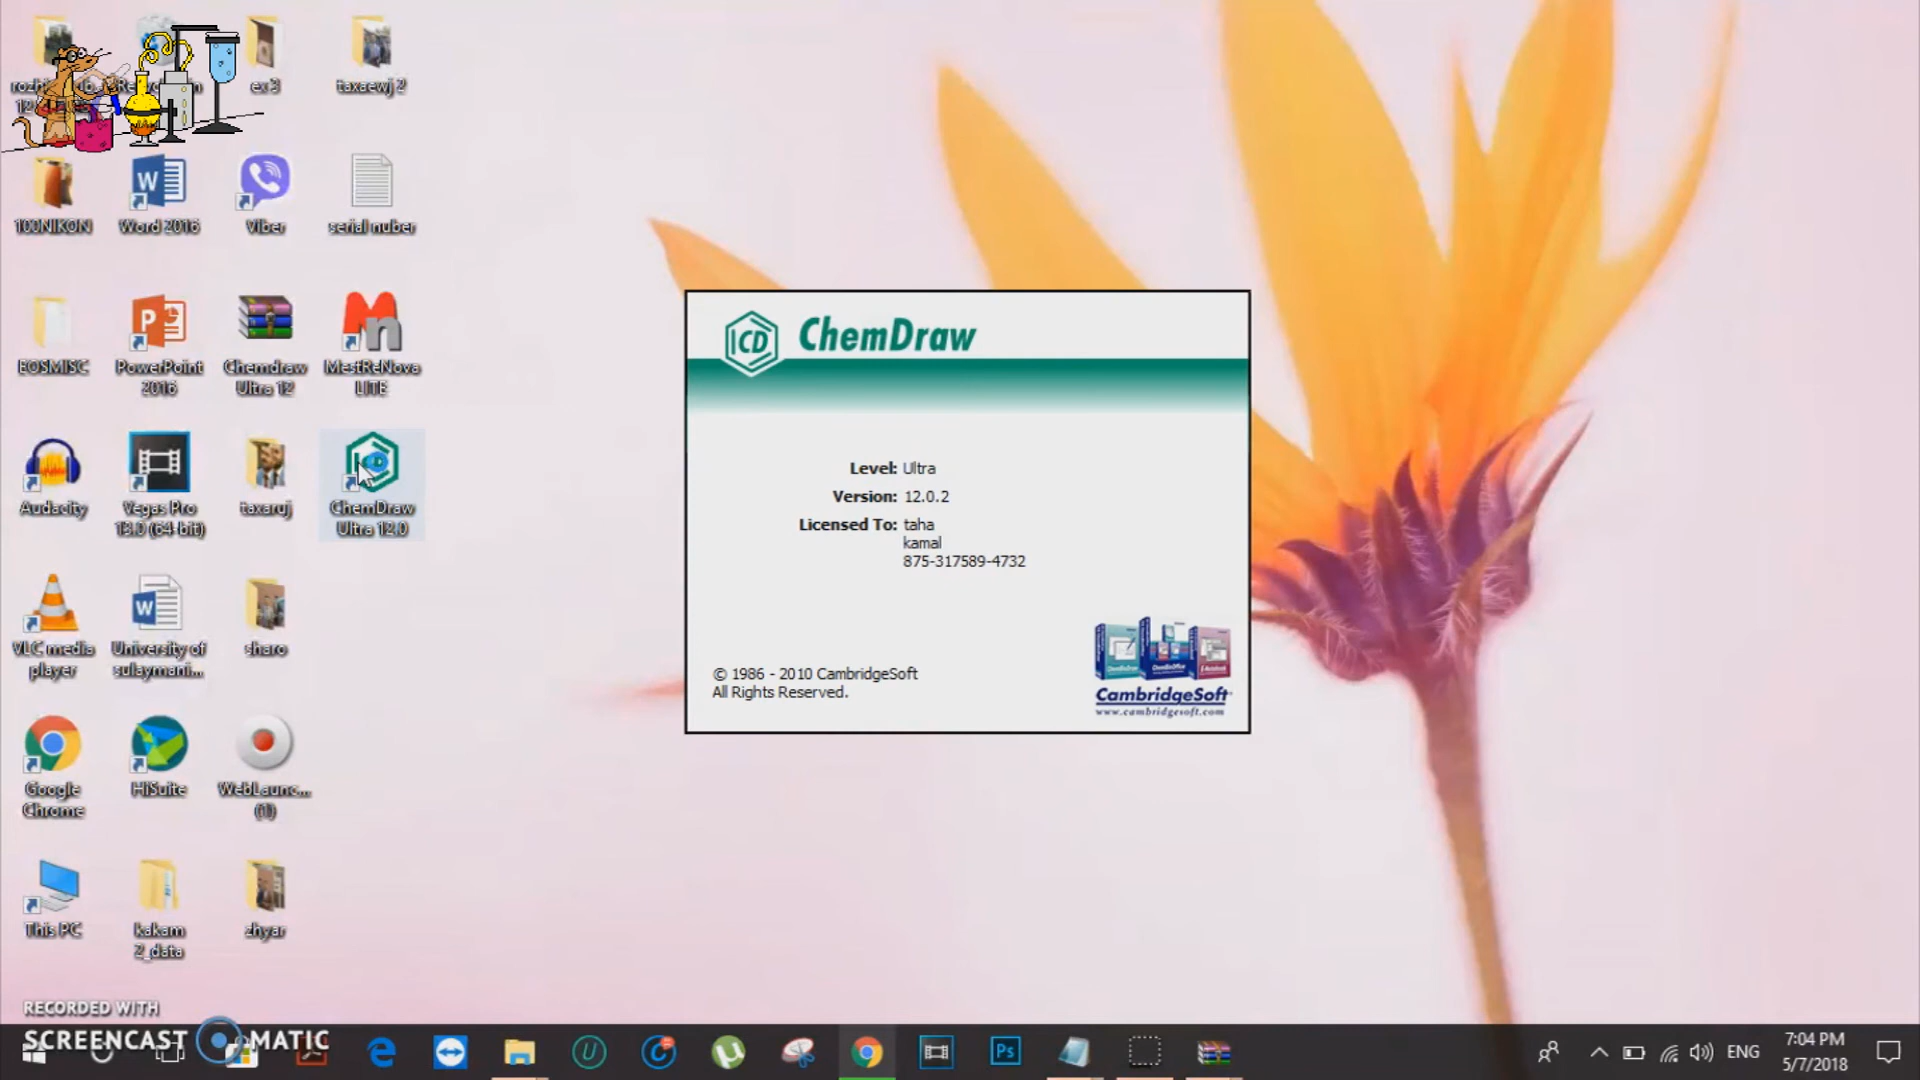 ex 3
taxaewj 2
100NIKON
Word 2016
Viber
serial nuber
EOSMISC
PowerPoint
2016
Chemdraw
Ultra 12
MestReNova
LITE
Audacity
Vegas Pro
13.0 (64-bit)
taxaruj
ChemDraw
Ultra 12.0
VLC media
player
University of
sulaymani...
sharo
Google
Chrome
HiSuite
WebLaunc...
(1)
This PC
kakam
2_data
zhyar
ChemDraw
Level: Ultra
Version: 12.0.2
Licensed To: taha
kamal
875-317589-4732
© 1986 - 2010 CambridgeSoft
All Rights Reserved.
CambridgeSoft
www.cambridgesoft.com
RECORDED WITH
SCREENCAST MATIC
ENG
7:04 PM
5/7/2018